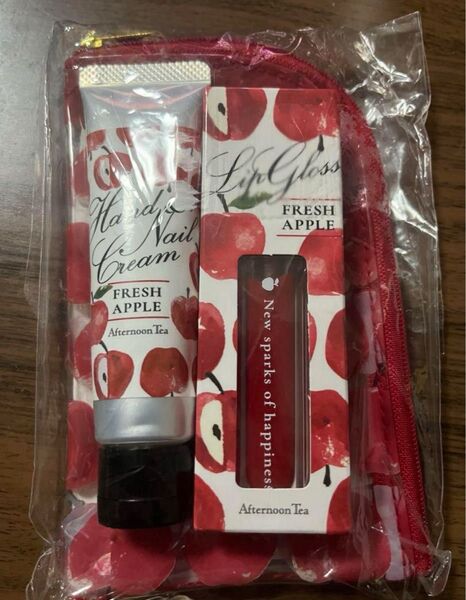 Hand &
Nail
Cream
FRESH
APPLE
Afternoon Tea
Lip Gloss
FRESH
APPLE
New sparks of happiness
Afternoon Tea